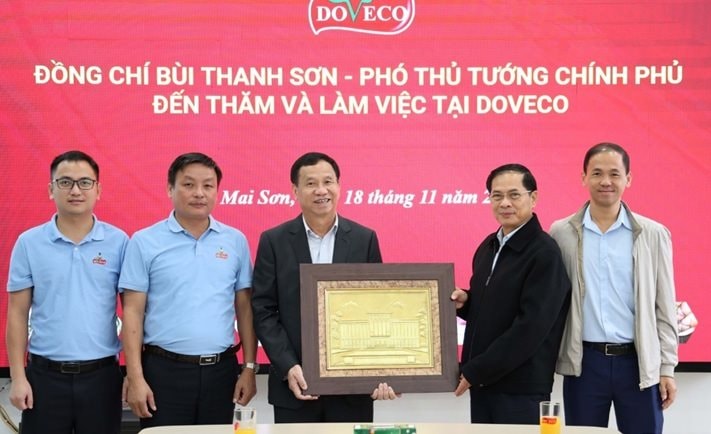 DOVECO
ĐỒNG CHÍ BÙI THANH SƠN - PHÓ THỦ TƯỚNG CHÍNH PHỦ
ĐẾN THĂM VÀ LÀM VIỆC TẠI DOVECO
Mai Sơn, 18 tháng 11 năm